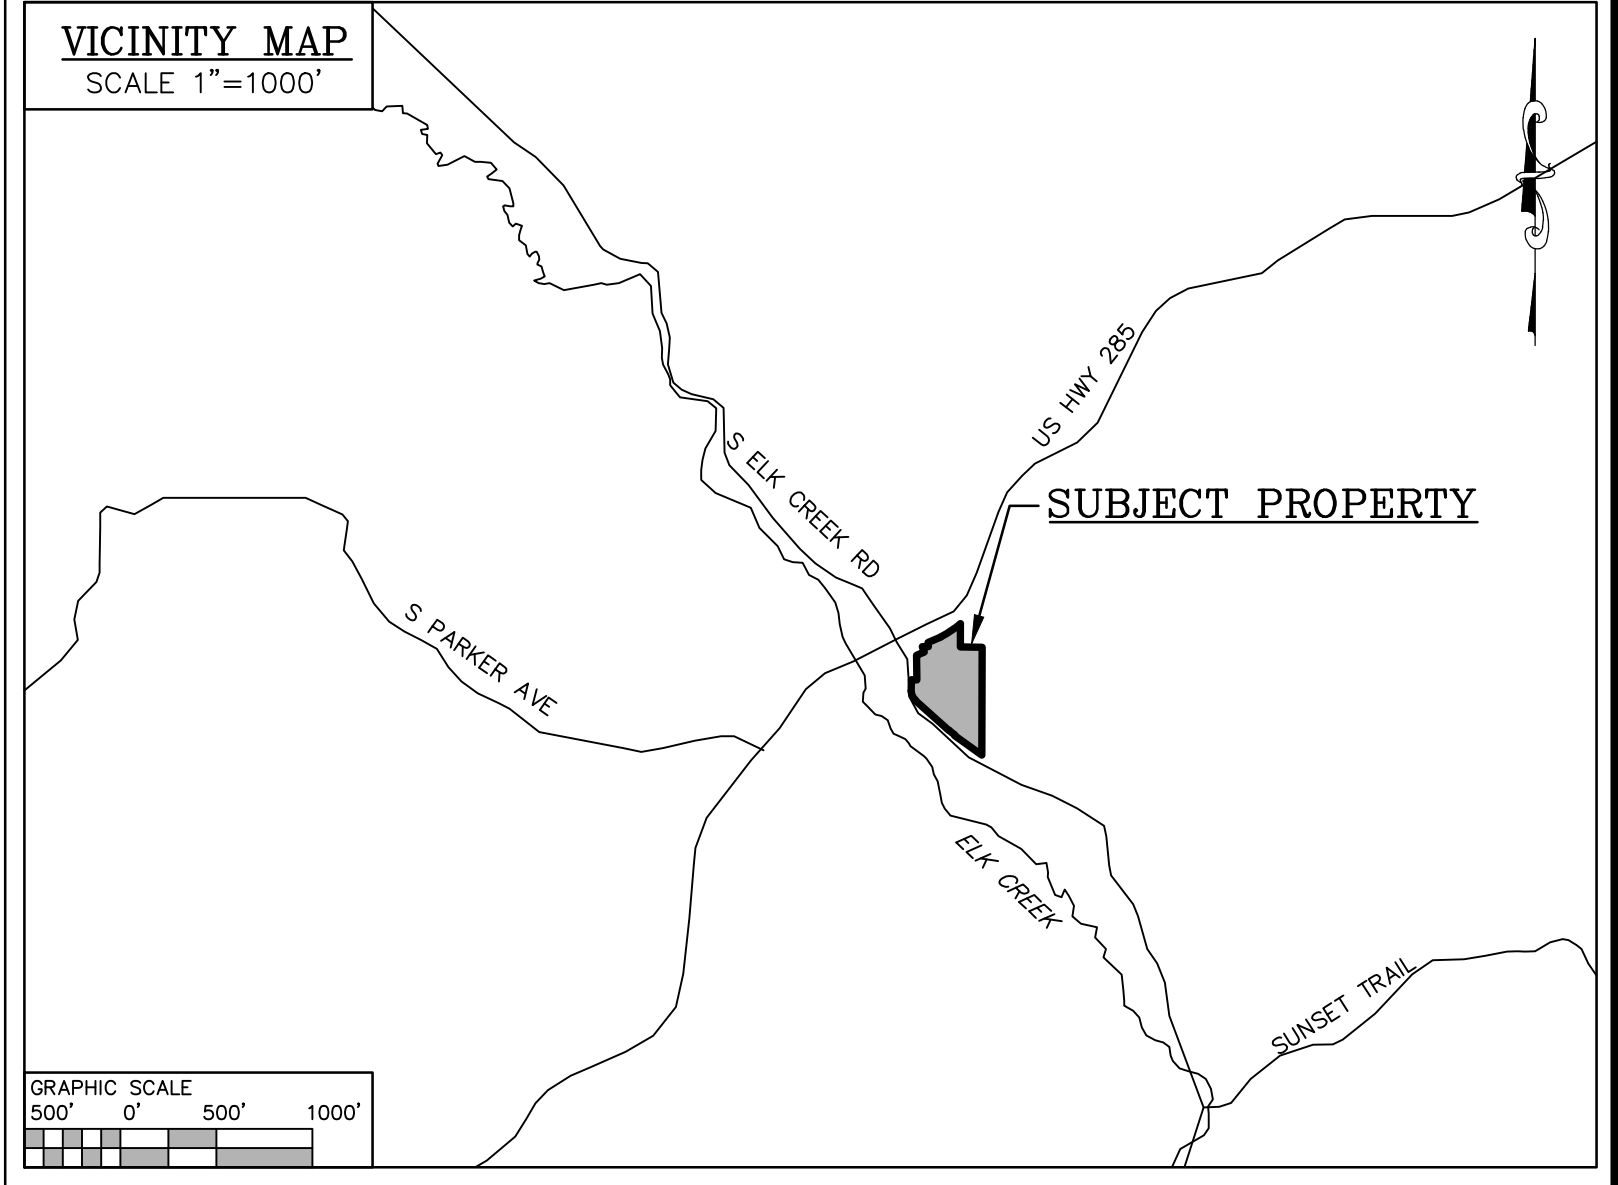 VICINITY MAP
SCALE 1"=1000'
US HWY 285
S ELK CREEK RD
SUBJECT PROPERTY
S PARKER AVE
ELK CREEK
SUNSET TRAIL
GRAPHIC SCALE
500' 0' 500' 1000'